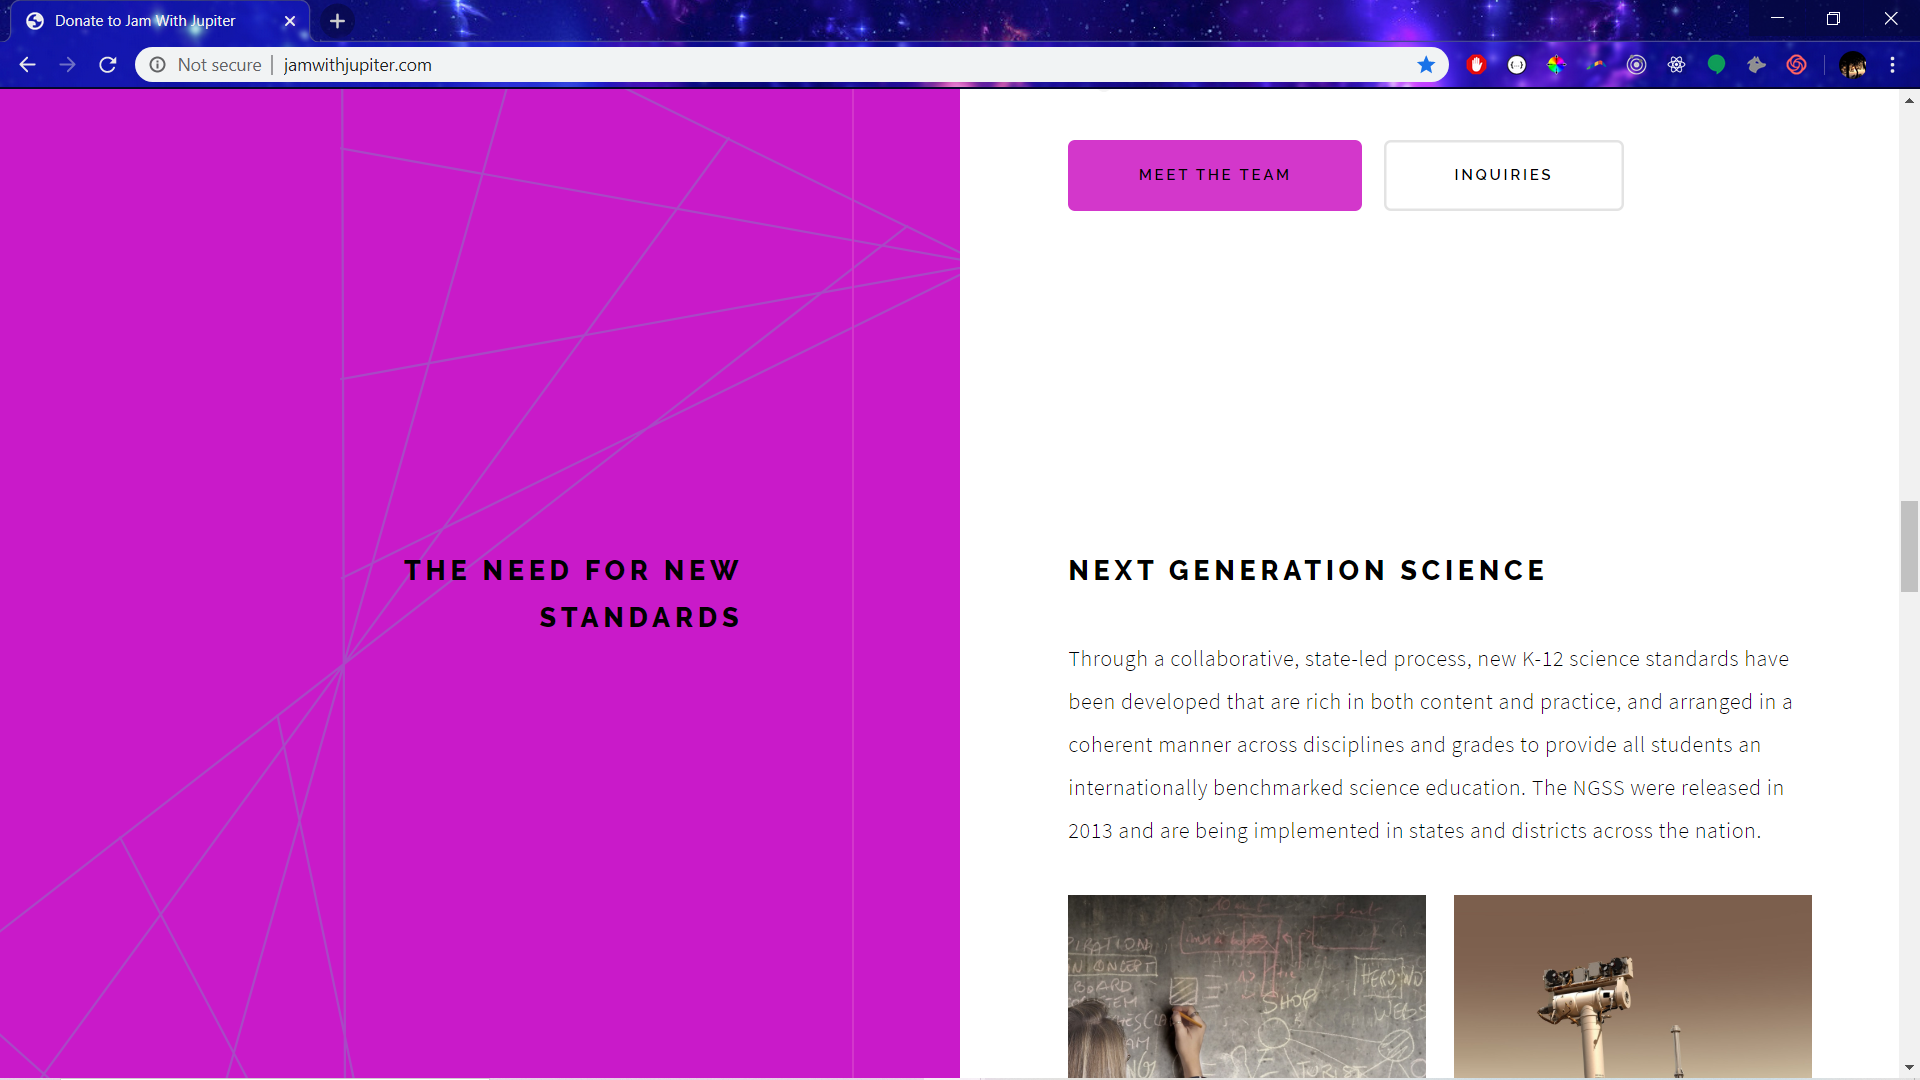 Donate to Jam With Jupiter
Not secure
jamwithjupiter.com
MEET THE TEAM
INQUIRIES
THE NEED FOR NEW
STANDARDS
NEXT GENERATION SCIENCE
Through a collaborative, state-led process, new K-12 science standards have
been developed that are rich in both content and practice, and arranged in a
coherent manner across disciplines and grades to provide all students an
internationally benchmarked science education. The NGSS were released in
2013 and are being implemented in states and districts across the nation.
PIRATION
CONCEPT
BOARD
SHOP